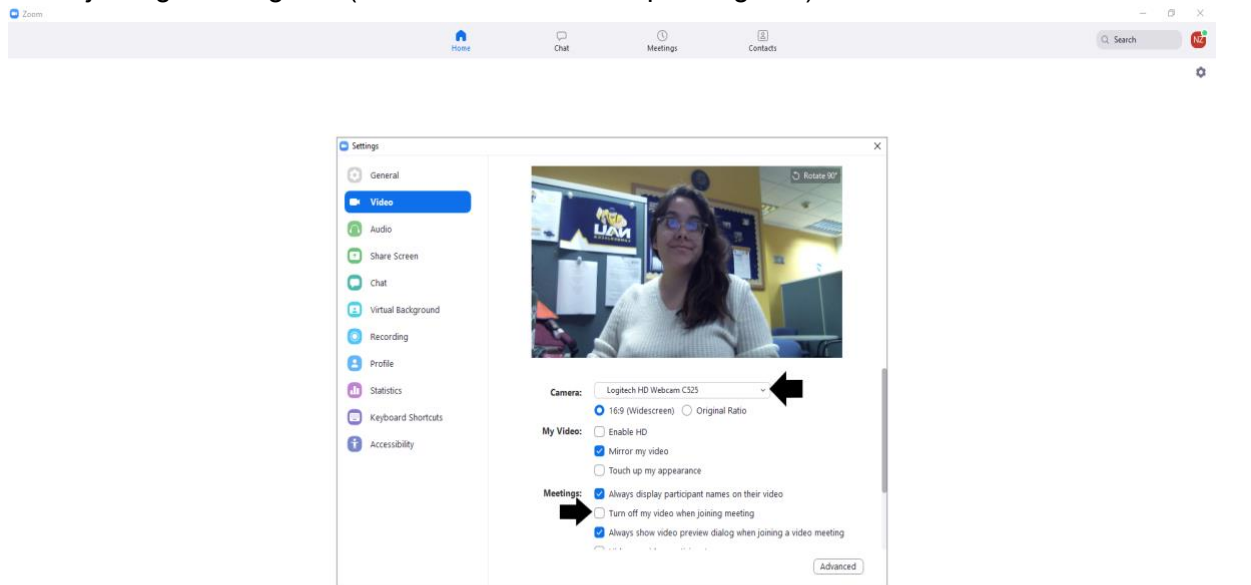 Zoom
Home Chat Meetings Contacts
Search NZ
Settings
General
Video
Audio
Share Screen
Chat
Virtual Background
Recording
Profile
Statistics
Keyboard Shortcuts
Accessibility
Rotate 90°
Camera: Logitech HD Webcam C525
16:9 (Widescreen) Original Ratio
My Video: Enable HD
Mirror my video
Touch up my appearance
Meetings: Always display participant names on their video
Turn off my video when joining meeting
Always show video preview dialog when joining a video meeting
Advanced